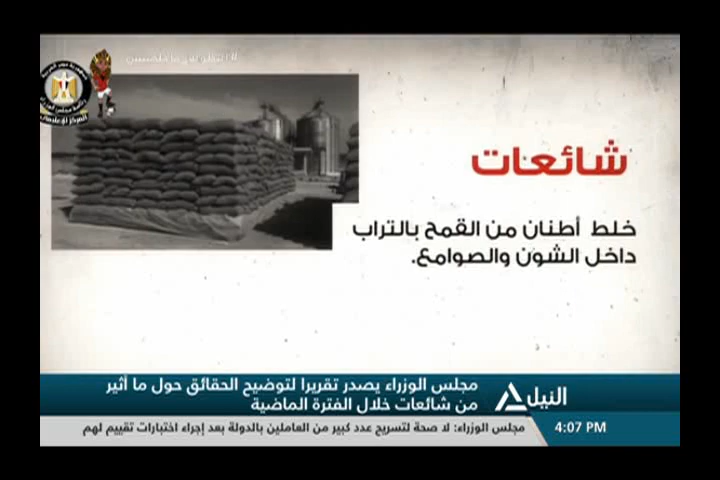 شائعات
خلط أطنان من القمح بالتراب
داخل الشون والصوامع.
النيل
مجلس الوزراء يصدر تقريرا لتوضيح الحقائق حول ما أثير
من شائعات خلال الفترة الماضية
4:07 PM
مجلس الوزراء: لا صحة لتسريح عدد كبير من العاملين بالدولة بعد إجراء اختبارات تقييم لهم